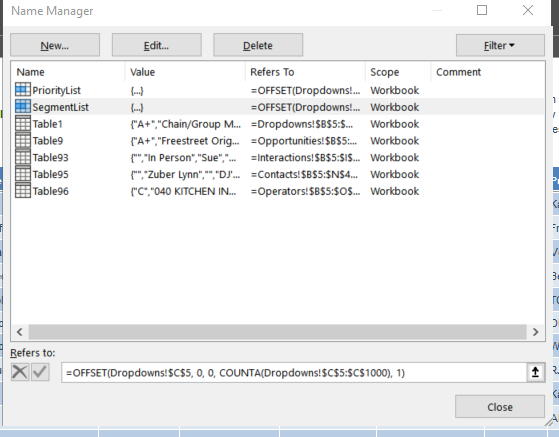 Name Manager
New... Edit... Delete Filter
Name Value Refers To Scope Comment
PriorityList {...} =OFFSET(Dropdowns!... Workbook
SegmentList {...} =OFFSET(Dropdowns!... Workbook
Table1 {"A+","Chain/Group M... =Dropdowns!$B$5:$... Workbook
Table9 {"A+","Freestreet Orig... =Opportunities!$B$5:... Workbook
Table93 {"","In Person","Sue","... =Interactions!$B$5:$I$... Workbook
Table95 {"","Zuber Lynn","","DJ'... =Contacts!$B$5:$N$4... Workbook
Table96 {"C","040 KITCHEN IN... =Operators!$B$5:$O$... Workbook
Refers to:
=OFFSET(Dropdowns!$C$5, 0, 0, COUNTA(Dropdowns!$C$5:$C$1000), 1)
Close